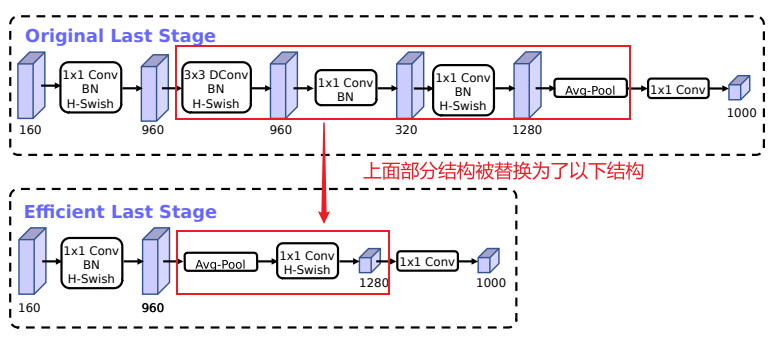 Original Last Stage
1x1 Conv
BN
H-Swish
3x3 DConv
BN
H-Swish
1x1 Conv
BN
1x1 Conv
BN
H-Swish
Avg-Pool
1x1 Conv
160
960
960
320
1280
1000
上面部分结构被替换为了以下结构
Efficient Last Stage
1x1 Conv
BN
H-Swish
Avg-Pool
1x1 Conv
H-Swish
1x1 Conv
160
960
1280
1000